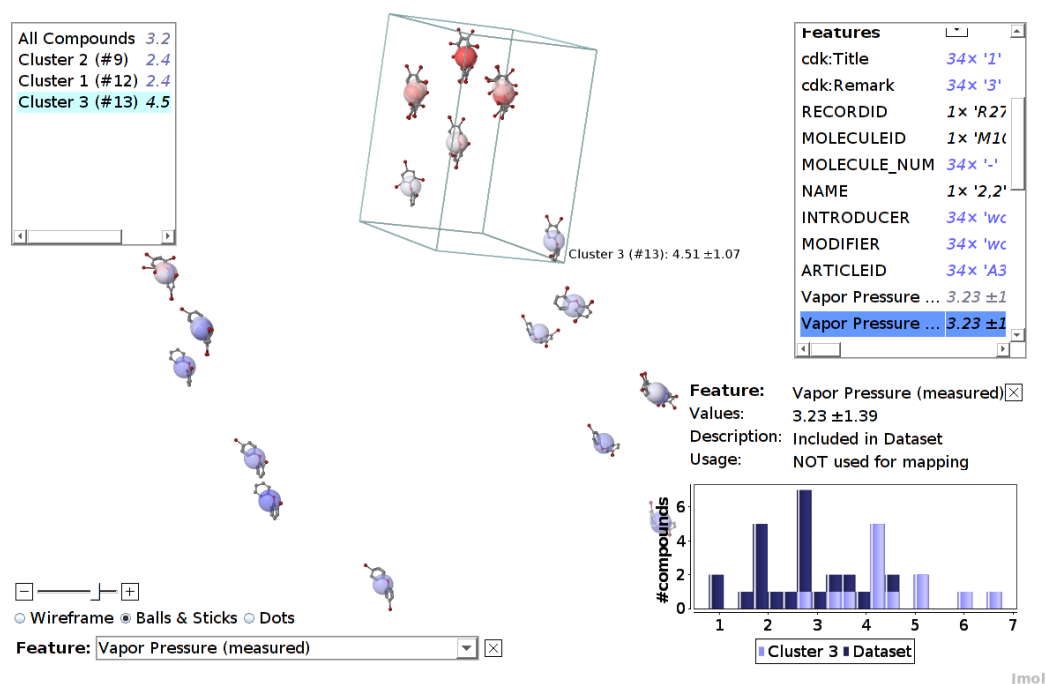 All Compounds 3.2
Cluster 2 (#9) 2.4
Cluster 1 (#12) 2.4
Cluster 3 (#13) 4.5
Cluster 3 (#13): 4.51 ±1.07
Features
cdk:Title 34× '1'
cdk:Remark 34× '3'
RECORDID 1× 'R27
MOLECULEID 1× 'M10
MOLECULE_NUM 34× '-'
NAME 1× '2,2'
INTRODUCER 34× 'wc
MODIFIER 34× 'wc
ARTICLEID 34× 'A3
Vapor Pressure ... 3.23 ±1
Vapor Pressure ... 3.23 ±1
Feature: Vapor Pressure (measured)
Values: 3.23 ±1.39
Description: Included in Dataset
Usage: NOT used for mapping
#compounds
6
4
2
0
1 2 3 4 5 6 7
Cluster 3 Dataset
Wireframe Balls & Sticks Dots
Feature: Vapor Pressure (measured)
Jmol